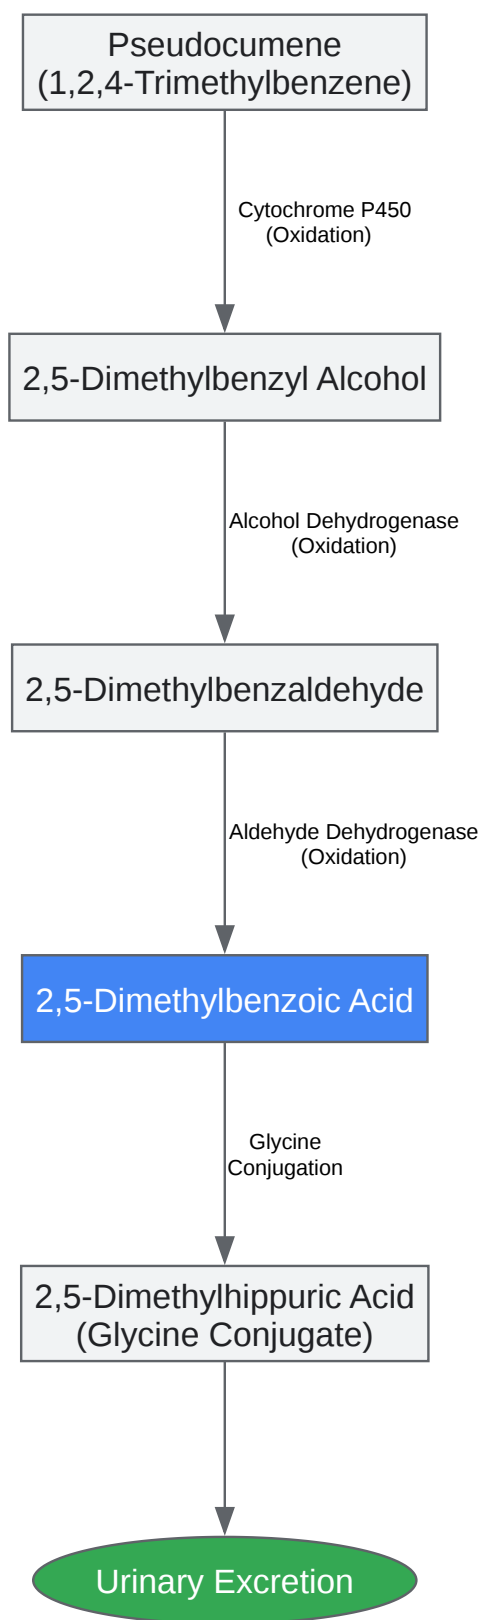 Pseudocumene
(1,2,4-Trimethylbenzene)
Cytochrome P450
(Oxidation)
2,5-Dimethylbenzyl Alcohol
Alcohol Dehydrogenase
(Oxidation)
2,5-Dimethylbenzaldehyde
Aldehyde Dehydrogenase
(Oxidation)
2,5-Dimethylbenzoic Acid
Glycine
Conjugation
2,5-Dimethylhippuric Acid
(Glycine Conjugate)
Urinary Excretion